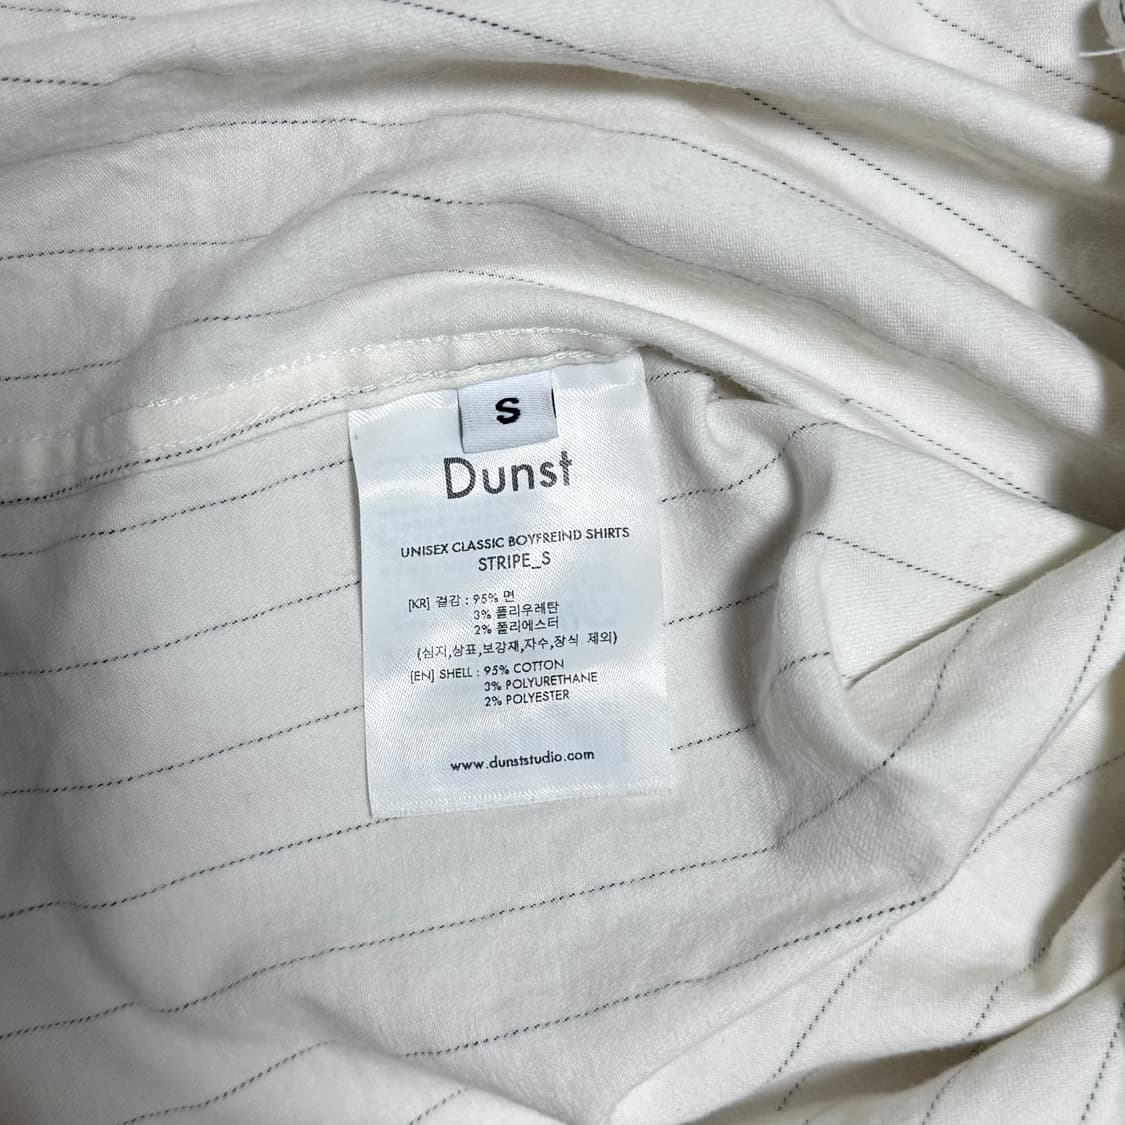 S
Dunst
UNISEX CLASSIC BOYFREIND SHIRTS
STRIPE_S
[KR] 겉감 : 95% 면
3% 폴리우레탄
2% 폴리에스터
(심지,상표,보강재,자수,장식 제외)
[EN] SHELL : 95% COTTON
3% POLYURETHANE
2% POLYESTER
www.dunststudio.com